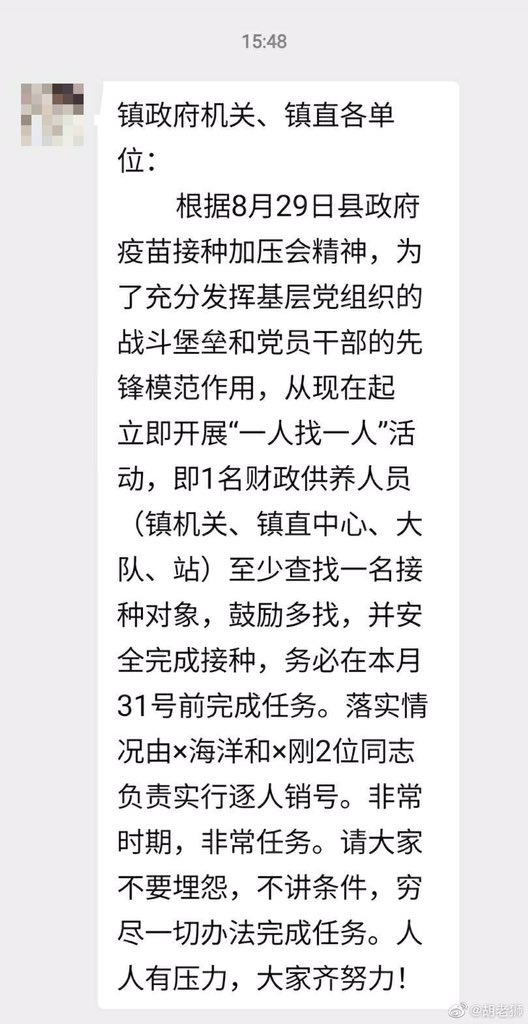 15:48
镇政府机关、镇直各单
位：
根据8月29日县政府
疫苗接种加压会精神，为
了充分发挥基层党组织的
战斗堡垒和党员干部的先
锋模范作用，从现在起
立即开展“一人找一人”活
动，即1名财政供养人员
（镇机关、镇直中心、大
队、站）至少查找一名接
种对象，鼓励多找，并安
全完成接种，务必在本月
31号前完成任务。落实情
况由×海洋和×刚2位同志
负责实行逐人销号。非常
时期，非常任务。请大家
不要埋怨，不讲条件，穷
尽一切办法完成任务。人
人有压力，大家齐努力！
@胡老狮